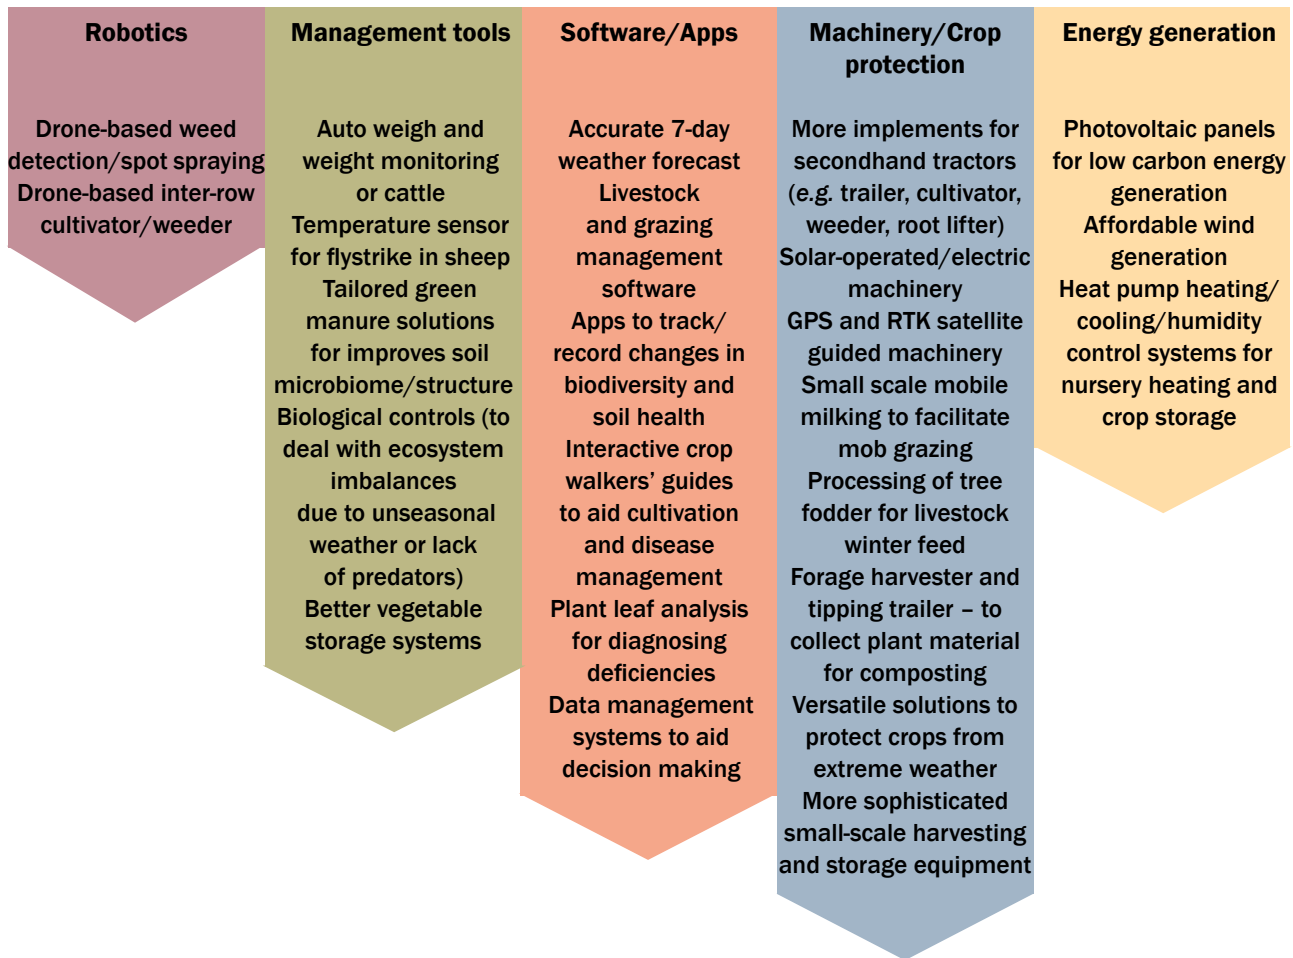 Robotics
Drone-based weed
detection/spot spraying
Drone-based inter-row
cultivator/weeder
Management tools
Auto weigh and
weight monitoring
or cattle
Temperature sensor
for flystrike in sheep
Tailored green
manure solutions
for improves soil
microbiome/structure
Biological controls (to
deal with ecosystem
imbalances
due to unseasonal
weather or lack
of predators)
Better vegetable
storage systems
Software/Apps
Accurate 7-day
weather forecast
Livestock
and grazing
management
software
Apps to track/
record changes in
biodiversity and
soil health
Interactive crop
walkers’ guides
to aid cultivation
and disease
management
Plant leaf analysis
for diagnosing
deficiencies
Data management
systems to aid
decision making
Machinery/Crop
protection
More implements for
secondhand tractors
(e.g. trailer, cultivator,
weeder, root lifter)
Solar-operated/electric
machinery
GPS and RTK satellite
guided machinery
Small scale mobile
milking to facilitate
mob grazing
Processing of tree
fodder for livestock
winter feed
Forage harvester and
tipping trailer – to
collect plant material
for composting
Versatile solutions to
protect crops from
extreme weather
More sophisticated
small-scale harvesting
and storage equipment
Energy generation
Photovoltaic panels
for low carbon energy
generation
Affordable wind
generation
Heat pump heating/
cooling/humidity
control systems for
nursery heating and
crop storage